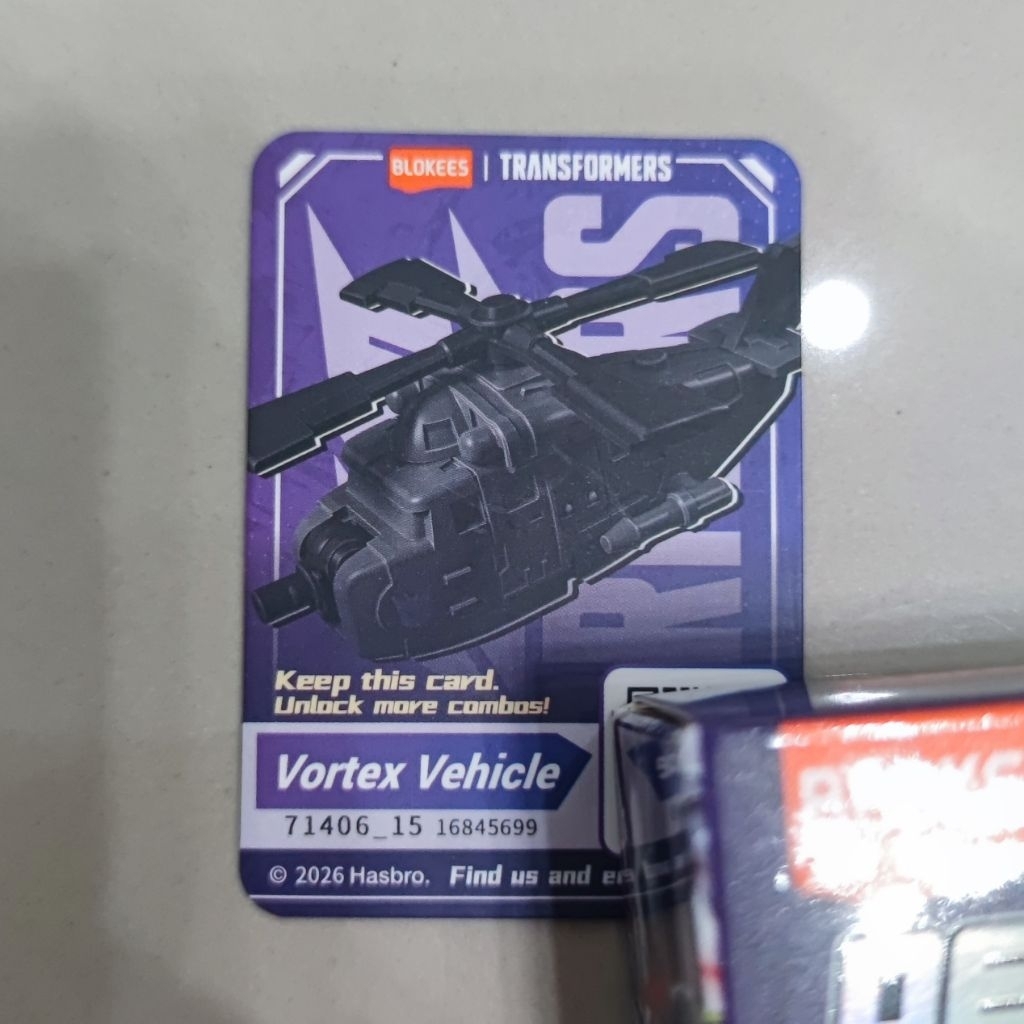 BLOKEES | TRANSFORMERS
Keep this card.
Unlock more combos!
Vortex Vehicle
71406_15 16845699
© 2026 Hasbro. Find us and